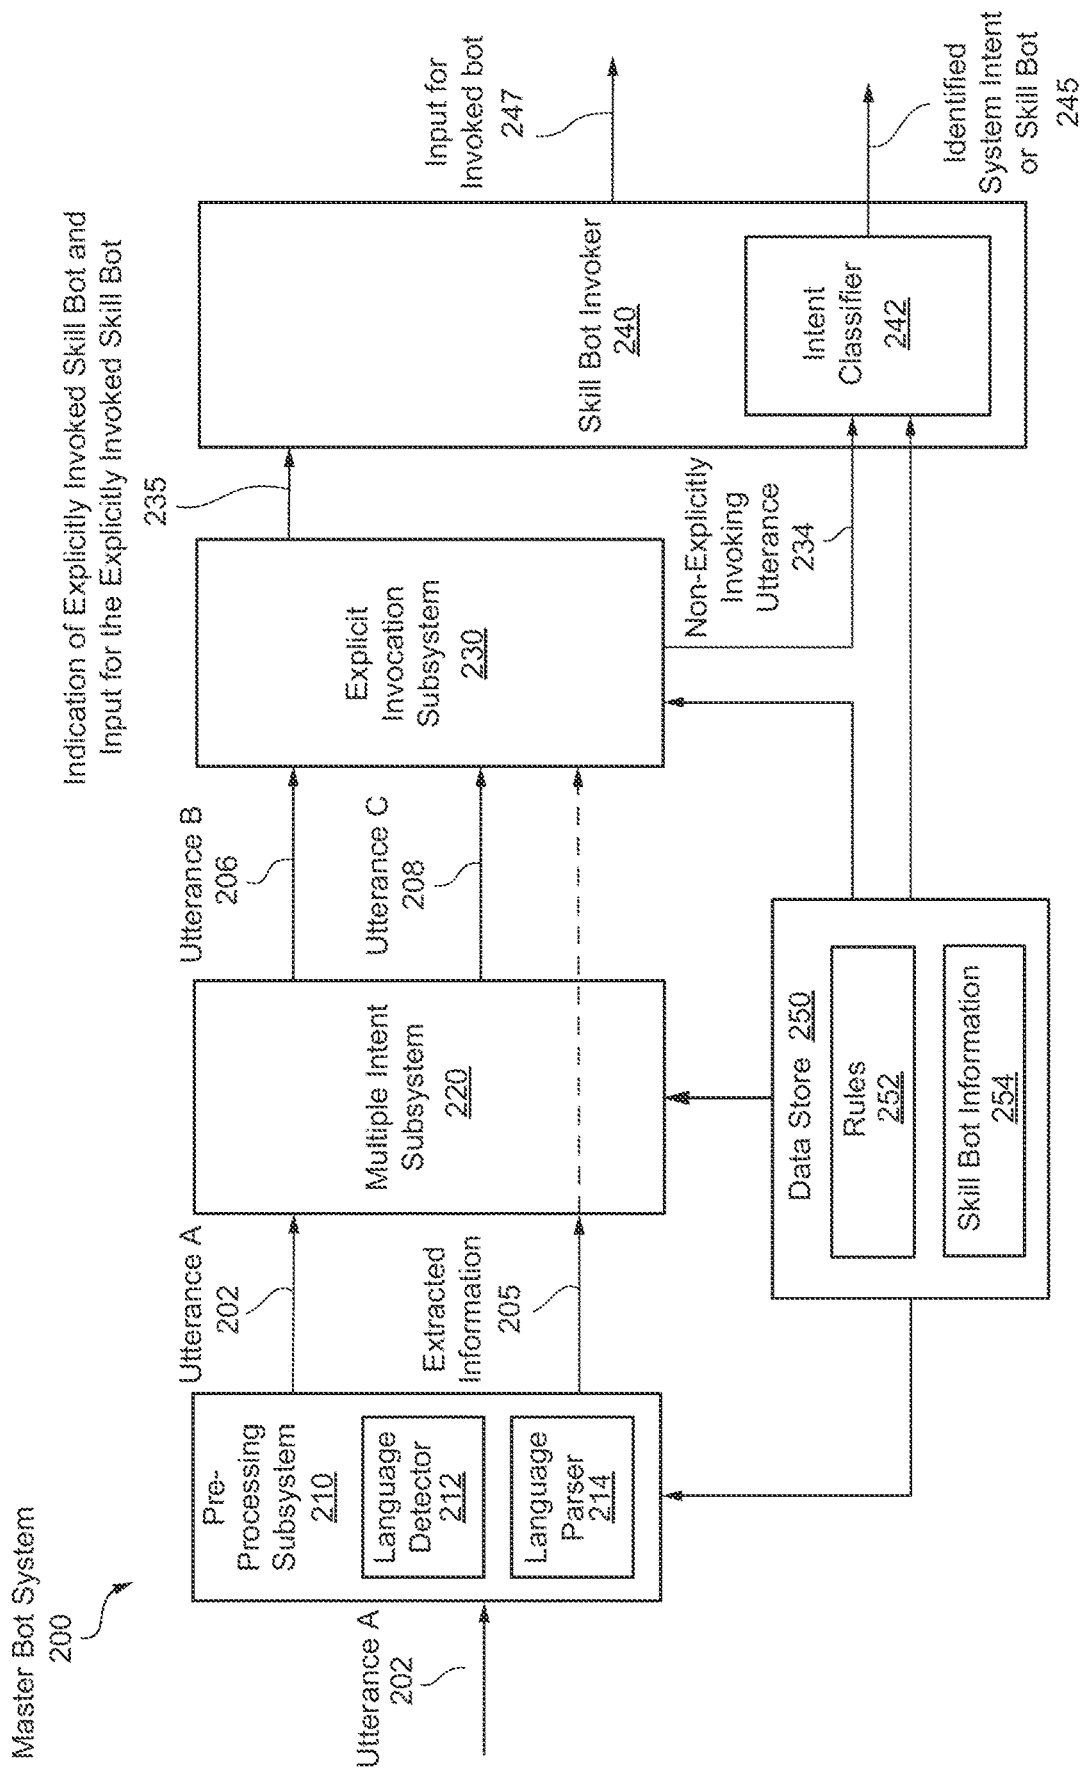 Master Bot System
200
Utterance A
202
Pre-
Processing
Subsystem
210
Language
Detector
212
Language
Parser
214
Utterance A
202
Extracted
Information
205
Multiple Intent
Subsystem
220
Utterance B
206
Utterance C
208
Explicit
Invocation
Subsystem
230
Indication of Explicitly Invoked Skill Bot and
Input for the Explicitly Invoked Skill Bot
235
Non-Explicitly
Invoking
Utterance
234
Skill Bot Invoker
240
Intent
Classifier
242
Input for
Invoked bot
247
Identified
System Intent
or Skill Bot
245
Data Store 250
Rules
252
Skill Bot Information
254